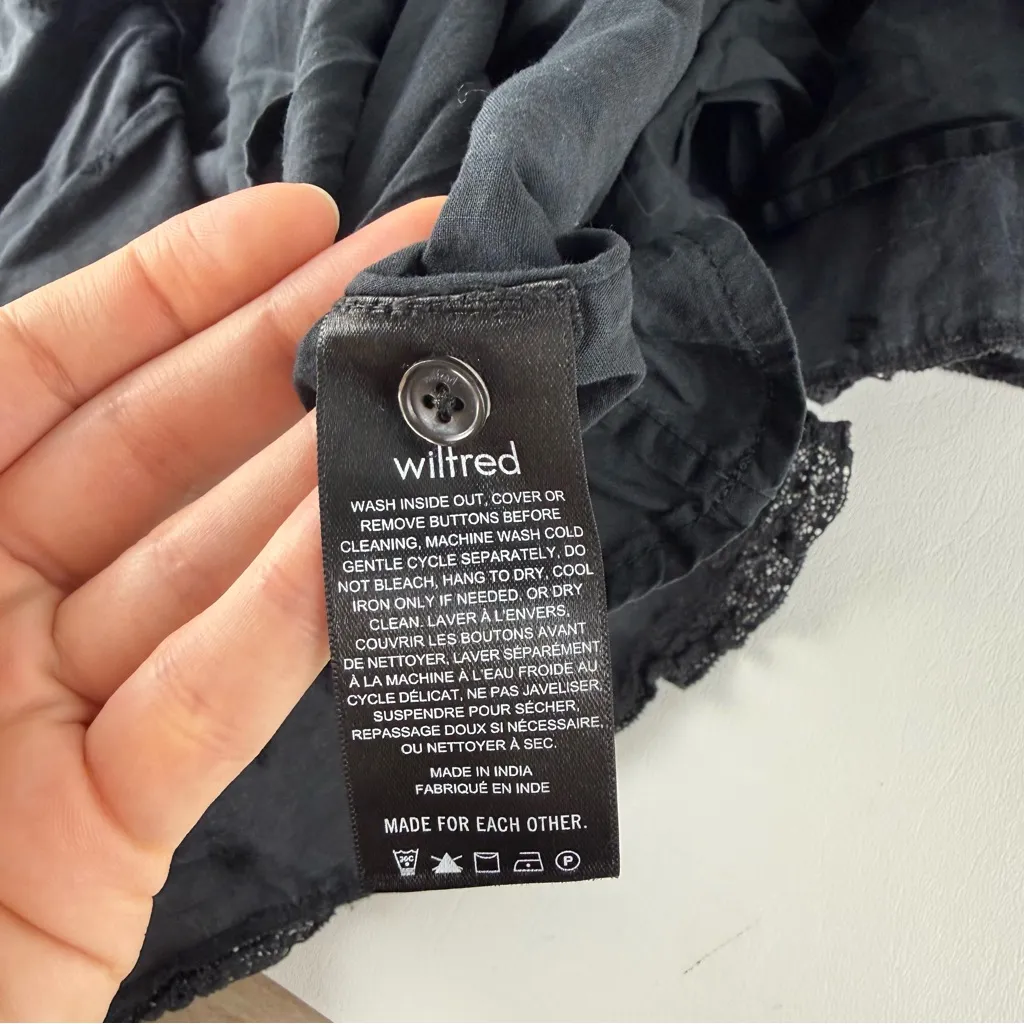 wilfred
WASH INSIDE OUT, COVER OR
REMOVE BUTTONS BEFORE
CLEANING, MACHINE WASH COLD
GENTLE CYCLE SEPARATELY, DO
NOT BLEACH, HANG TO DRY, COOL
IRON ONLY IF NEEDED, OR DRY
CLEAN. LAVER À L'ENVERS,
COUVRIR LES BOUTONS AVANT
DE NETTOYER, LAVER SÉPARÉMENT
À LA MACHINE À L'EAU FROIDE AU
CYCLE DÉLICAT, NE PAS JAVELISER,
SUSPENDRE POUR SÉCHER,
REPASSAGE DOUX SI NÉCESSAIRE,
OU NETTOYER À SEC.
MADE IN INDIA
FABRIQUÉ EN INDE
MADE FOR EACH OTHER.
30C P